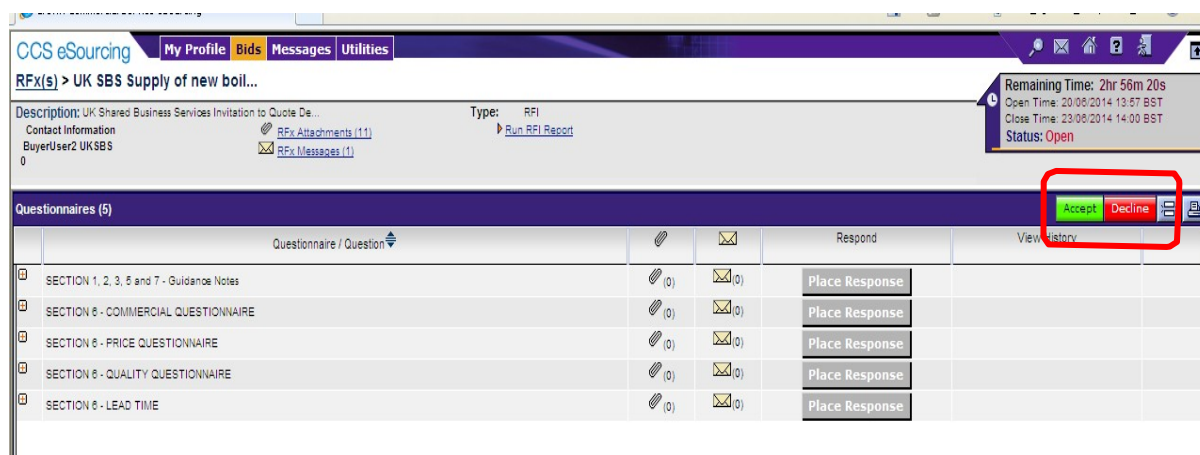 CCS eSourcing My Profile Bids Messages Utilities
RFx(s) > UK SBS Supply of new boil...
Remaining Time: 2hr 56m 20s
Open Time: 20/06/2014 13:57 BST
Close Time: 23/06/2014 14:00 BST
Status: Open
Description: UK Shared Business Services Invitation to Quote De...
Type: RFI
Contact Information
RFx Attachments (11)
Run RFI Report
BuyerUser2 UKSBS
RFx Messages (1)
0
Questionnaires (5) Accept Decline
Questionnaire / Question Respond View History
SECTION 1, 2, 3, 5 and 7 - Guidance Notes (0) (0) Place Response
SECTION 6 - COMMERCIAL QUESTIONNAIRE (0) (0) Place Response
SECTION 6 - PRICE QUESTIONNAIRE (0) (0) Place Response
SECTION 6 - QUALITY QUESTIONNAIRE (0) (0) Place Response
SECTION 6 - LEAD TIME (0) (0) Place Response